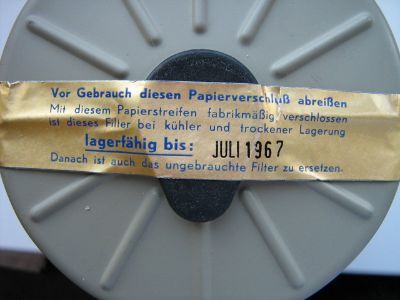 Vor Gebrauch diesen Papierverschluß abreißen
Mit diesem Papierstreifen fabrikmäßig verschlossen
ist dieses Filter bei kühler und trockener Lagerung
lagerfähig bis: JULI 1967
Danach ist auch das ungebrauchte Filter zu ersetzen.